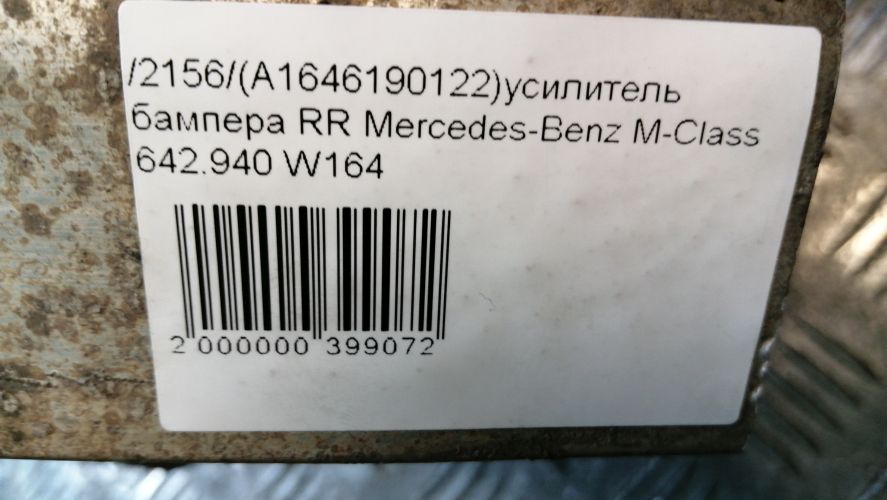 /2156/(A1646190122)усилитель
бампера RR Mercedes-Benz M-Class
642.940 W164
2 000000 399072